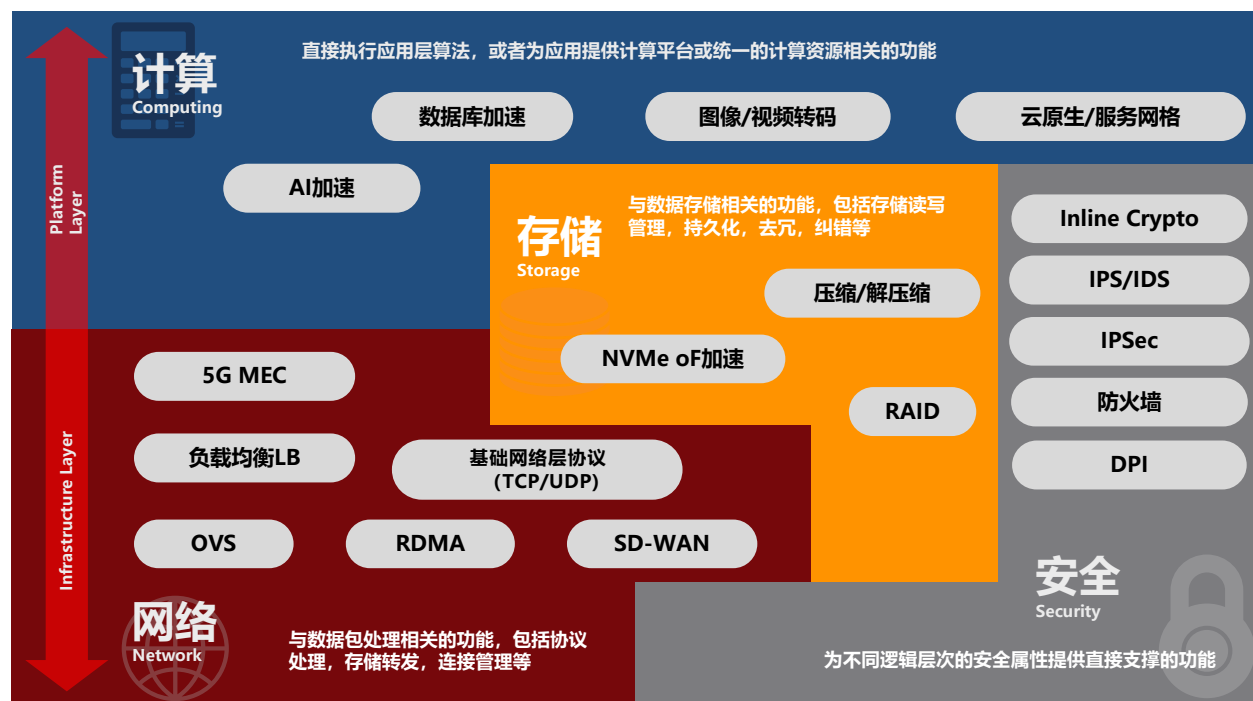 计算
Computing
直接执行应用层算法，或者为应用提供计算平台或统一的计算资源相关的功能
数据库加速
图像/视频转码
云原生/服务网格
AI加速
Platform
Layer
存储
Storage
与数据存储相关的功能，包括存储读写
管理，持久化，去冗，纠错等
压缩/解压缩
NVMe oF加速
RAID
Inline Crypto
IPS/IDS
IPSec
防火墙
DPI
安全
Security
为不同逻辑层次的安全属性提供直接支撑的功能
Infrastructure Layer
5G MEC
负载均衡LB
基础网络层协议
(TCP/UDP)
OVS
RDMA
SD-WAN
网络
Network
与数据包处理相关的功能，包括协议
处理，存储转发，连接管理等